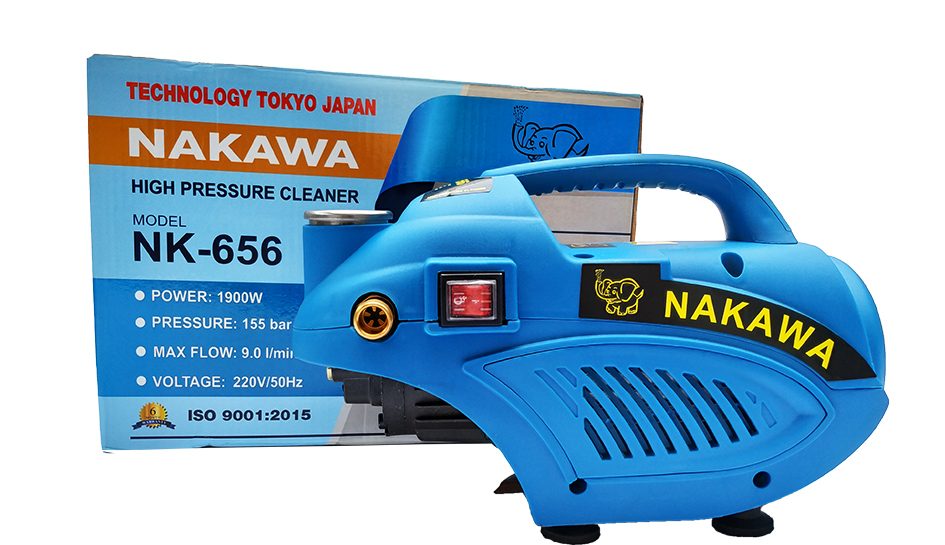 TECHNOLOGY TOKYO JAPAN
NAKAWA
HIGH PRESSURE CLEANER
MODEL
NK-656
POWER: 1900W
PRESSURE: 155 bar
MAX FLOW: 9.0 l/min
VOLTAGE: 220V/50Hz
6
ISO 9001:2015
NAKAWA